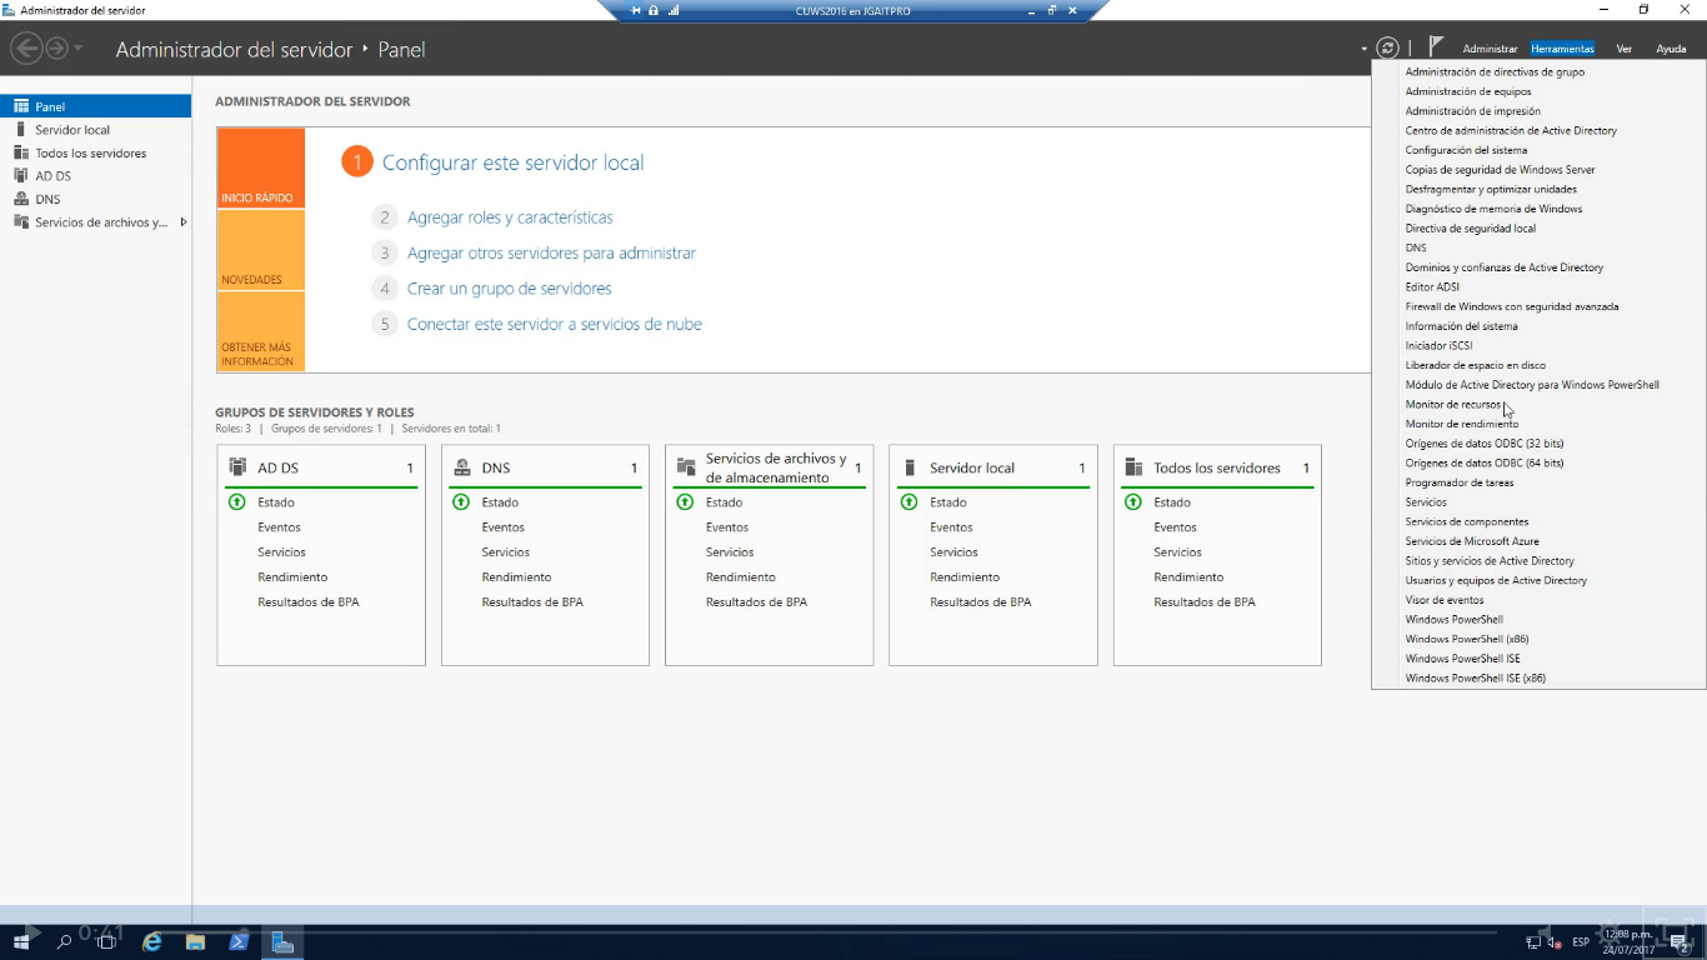 Administrador del servidor
CUWS2016 en JGAITPRO
Administrador del servidor ‣ Panel
Administrar
Herramientas
Ver
Ayuda
Panel
Servidor local
Todos los servidores
AD DS
DNS
Servicios de archivos y...
ADMINISTRADOR DEL SERVIDOR
INICIO RÁPIDO
NOVEDADES
OBTENER MÁS
INFORMACIÓN
1 Configurar este servidor local
2 Agregar roles y características
3 Agregar otros servidores para administrar
4 Crear un grupo de servidores
5 Conectar este servidor a servicios de nube
GRUPOS DE SERVIDORES Y ROLES
Roles: 3 | Grupos de servidores: 1 | Servidores en total: 1
AD DS 1
Estado
Eventos
Servicios
Rendimiento
Resultados de BPA
DNS 1
Estado
Eventos
Servicios
Rendimiento
Resultados de BPA
Servicios de archivos y
de almacenamiento 1
Estado
Eventos
Servicios
Rendimiento
Resultados de BPA
Servidor local 1
Estado
Eventos
Servicios
Rendimiento
Resultados de BPA
Todos los servidores 1
Estado
Eventos
Servicios
Rendimiento
Resultados de BPA
Administración de directivas de grupo
Administración de equipos
Administración de impresión
Centro de administración de Active Directory
Configuración del sistema
Copias de seguridad de Windows Server
Desfragmentar y optimizar unidades
Diagnóstico de memoria de Windows
Directiva de seguridad local
DNS
Dominios y confianzas de Active Directory
Editor ADSI
Firewall de Windows con seguridad avanzada
Información del sistema
Iniciador iSCSI
Liberador de espacio en disco
Módulo de Active Directory para Windows PowerShell
Monitor de recursos
Monitor de rendimiento
Orígenes de datos ODBC (32 bits)
Orígenes de datos ODBC (64 bits)
Programador de tareas
Servicios
Servicios de componentes
Servicios de Microsoft Azure
Sitios y servicios de Active Directory
Usuarios y equipos de Active Directory
Visor de eventos
Windows PowerShell
Windows PowerShell (x86)
Windows PowerShell ISE
Windows PowerShell ISE (x86)
0:41
ESP
12:08 p.m.
24/07/2017
2